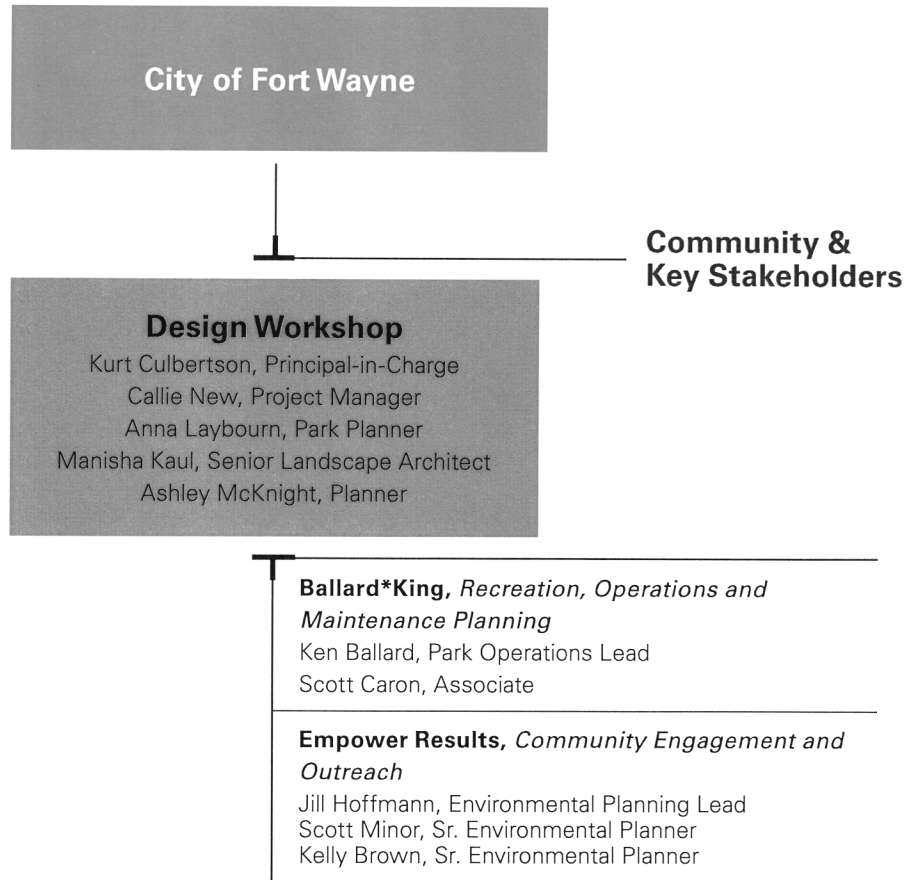 City of Fort Wayne
Community &
Key Stakeholders
Design Workshop
Kurt Culbertson, Principal-in-Charge
Callie New, Project Manager
Anna Laybourn, Park Planner
Manisha Kaul, Senior Landscape Architect
Ashley McKnight, Planner
Ballard*King, Recreation, Operations and
Maintenance Planning
Ken Ballard, Park Operations Lead
Scott Caron, Associate
Empower Results, Community Engagement and
Outreach
Jill Hoffmann, Environmental Planning Lead
Scott Minor, Sr. Environmental Planner
Kelly Brown, Sr. Environmental Planner